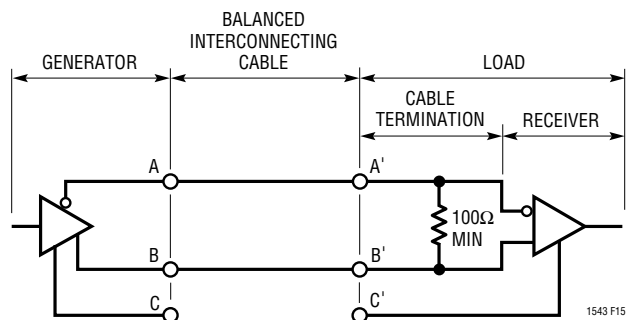 BALANCED
INTERCONNECTING
CABLE
GENERATOR
LOAD
CABLE
TERMINATION
RECEIVER
A
A'
100Ω
MIN
B
B'
C
C'
1543 F15